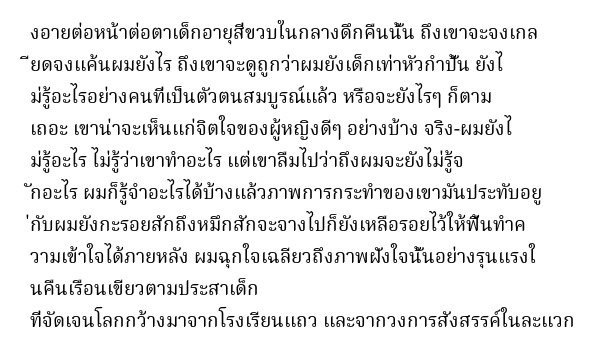 งอายต่อหน้าต่อตาเด็กอายุสีขวบในกลางดึกคืนนั้น ถึงเขาจะจงเกล
ียดจงแค้นผมยังไร ถึงเขาจะดูถูกว่าผมยังเด็กเท่าหัวกำปั้น ยังไ
ม่รู้อะไรอย่างคนที่เป็นตัวตนสมบูรณ์แล้ว หรือจะยังไรๆ ก็ตาม
เถอะ เขาน่าจะเห็นแก่จิตใจของผู้หญิงดีๆ อย่างบ้าง จริง-ผมยังไ
ม่รู้อะไร ไม่รู้ว่าเขาทำอะไร แต่เขาลืมไปว่าถึงผมจะยังไม่รู้จ
ักอะไร ผมก็รู้จำอะไรได้บ้างแล้วภาพการกระทำของเขามันประทับอยู
่กับผมยังกะรอยสักถึงหมึกสักจะจางไปก็ยังเหลือรอยไว้ให้ฟื้นทำค
วามเข้าใจได้ภายหลัง ผมฉุกใจเฉลียวถึงภาพฝังใจนั้นอย่างรุนแรงใ
นคืนเรือนเขียวตามประสาเด็ก
ที่จัดเจนโลกกว้างมาจากโรงเรียนแถว และจากวงการสังสรรค์ในละแวก